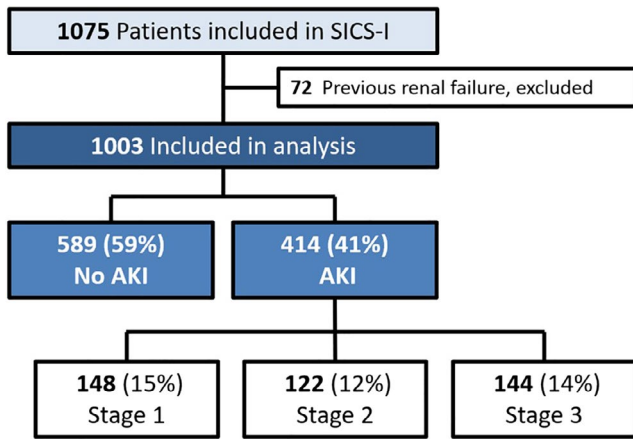 1075 Patients included in SICS-I
72 Previous renal failure, excluded
1003 Included in analysis
589 (59%)
No AKI
414 (41%)
AKI
148 (15%)
Stage 1
122 (12%)
Stage 2
144 (14%)
Stage 3